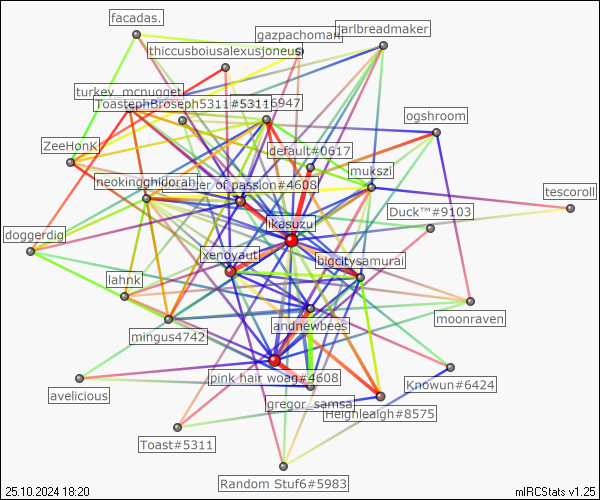 facadas.
gazpachoman
jarlbreadmaker
thiccusboiusalexusjoneus
turkey_mcnugget
ToastephBroseph5311#5311
6947
ogshroom
ZeeHonK
default#0617
mukszi
neokingghidorah
er of passion#4608
tescoroll
Duck™#9103
ikasuzu
doggerdig
xenoyaut
bigcitysamurai
lahnk
moonraven
andnewbees
mingus4742
pink hair woag#4608
Knowun#6424
avelicious
gregor_samsa
Heighleagh#8575
Toast#5311
Random Stuf6#5983
25.10.2024 18:20
mIRCStats v1.25